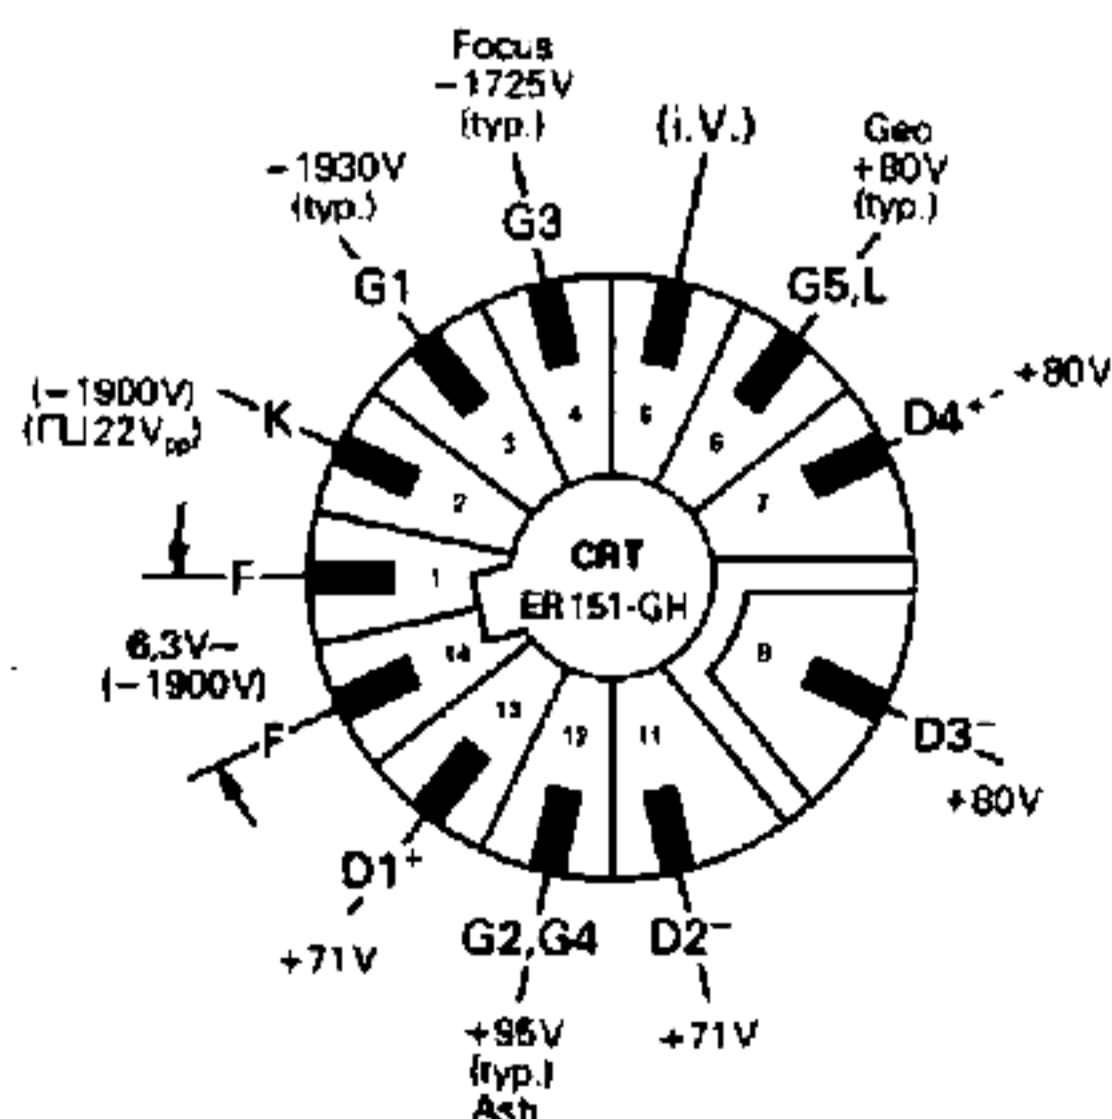 Focus
−1725V
(typ.)
G3
(i.V.)
Geo
+80V
(typ.)
G5,L
−1930V
(typ.)
G1
+80V
D4+
(−1900V)
(22Vpp)
K
4
5
3
6
2
7
CRT
ER151-GH
F
1
6,3V~
(−1900V)
14
F
13
12
11
D3−
+80V
D1+
+71V
G2,G4
D2−
+95V
(typ.)
+71V